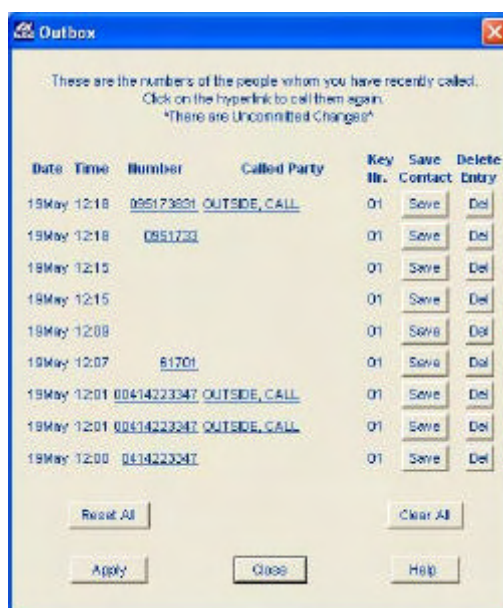 Outbox
These are the numbers of the people whom you have recently called.
Click on the hyperlink to call them again.
*There are Uncommitted Changes*
Date Time Number Called Party Key Nr. Save Contact Delete Entry
19May 12:18 095173831 OUTSIDE, CALL 01 Save Del
19May 12:18 0951733 01 Save Del
19May 12:15 01 Save Del
19May 12:15 01 Save Del
19May 12:09 01 Save Del
19May 12:07 61701 01 Save Del
19May 12:01 00414223347 OUTSIDE, CALL 01 Save Del
19May 12:01 00414223347 OUTSIDE, CALL 01 Save Del
19May 12:00 0414223347 01 Save Del
Reset All Clear All
Apply Close Help